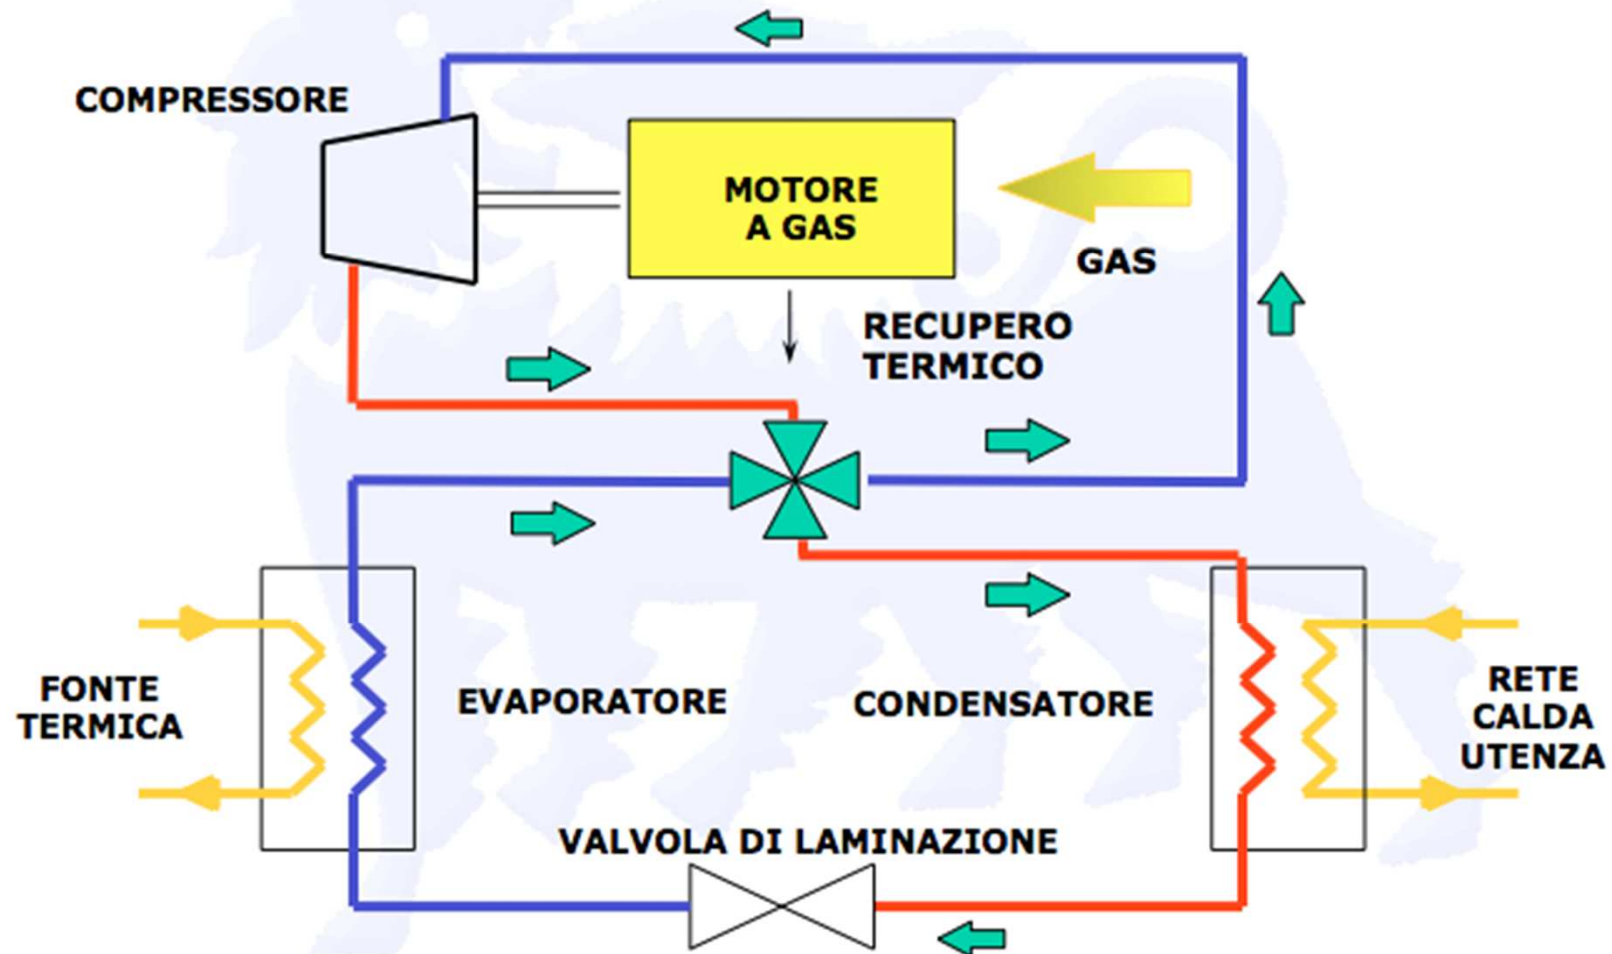 COMPRESSORE
MOTORE
A GAS
GAS
RECUPERO
TERMICO
FONTE
TERMICA
EVAPORATORE
CONDENSATORE
RETE
CALDA
UTENZA
VALVOLA DI LAMINAZIONE